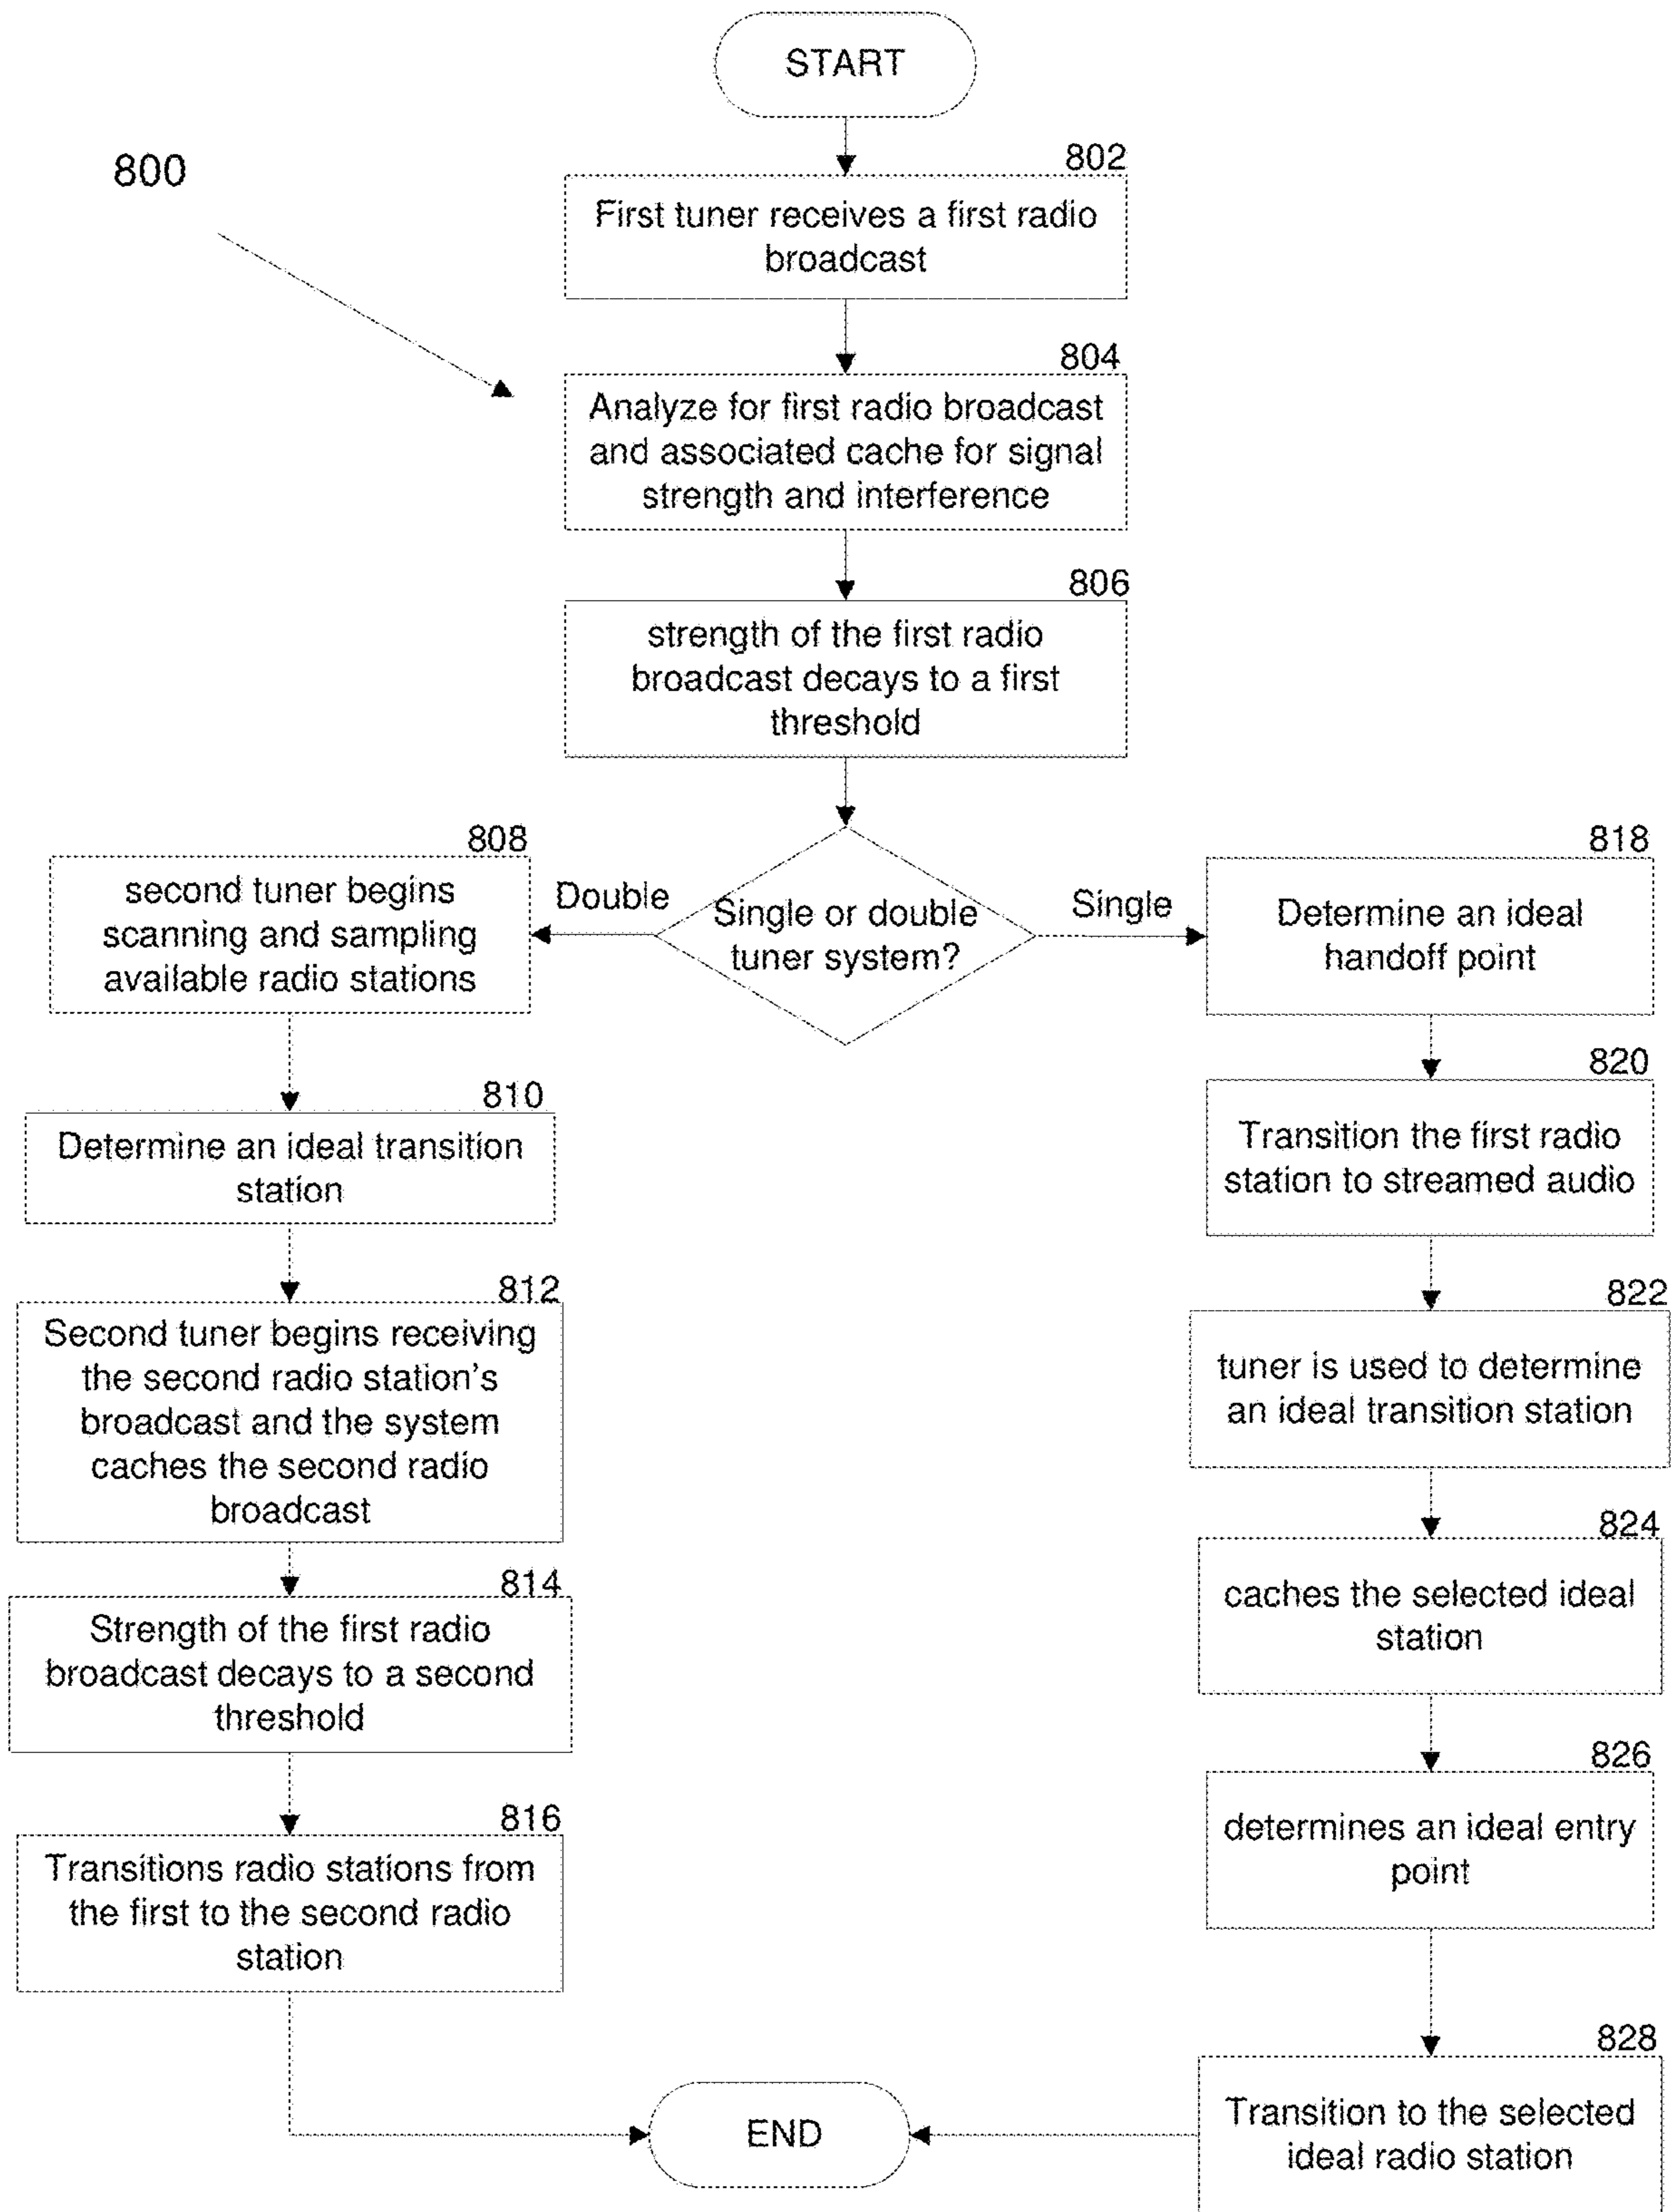 START
800
802
First tuner receives a first radio
broadcast
804
Analyze for first radio broadcast
and associated cache for signal
strength and interference
806
strength of the first radio
broadcast decays to a first
threshold
Single or double
tuner system?
Double
Single
808
second tuner begins
scanning and sampling
available radio stations
810
Determine an ideal transition
station
812
Second tuner begins receiving
the second radio station's
broadcast and the system
caches the second radio
broadcast
814
Strength of the first radio
broadcast decays to a second
threshold
816
Transitions radio stations from
the first to the second radio
station
818
Determine an ideal
handoff point
820
Transition the first radio
station to streamed audio
822
tuner is used to determine
an ideal transition station
824
caches the selected ideal
station
826
determines an ideal entry
point
828
Transition to the selected
ideal radio station
END